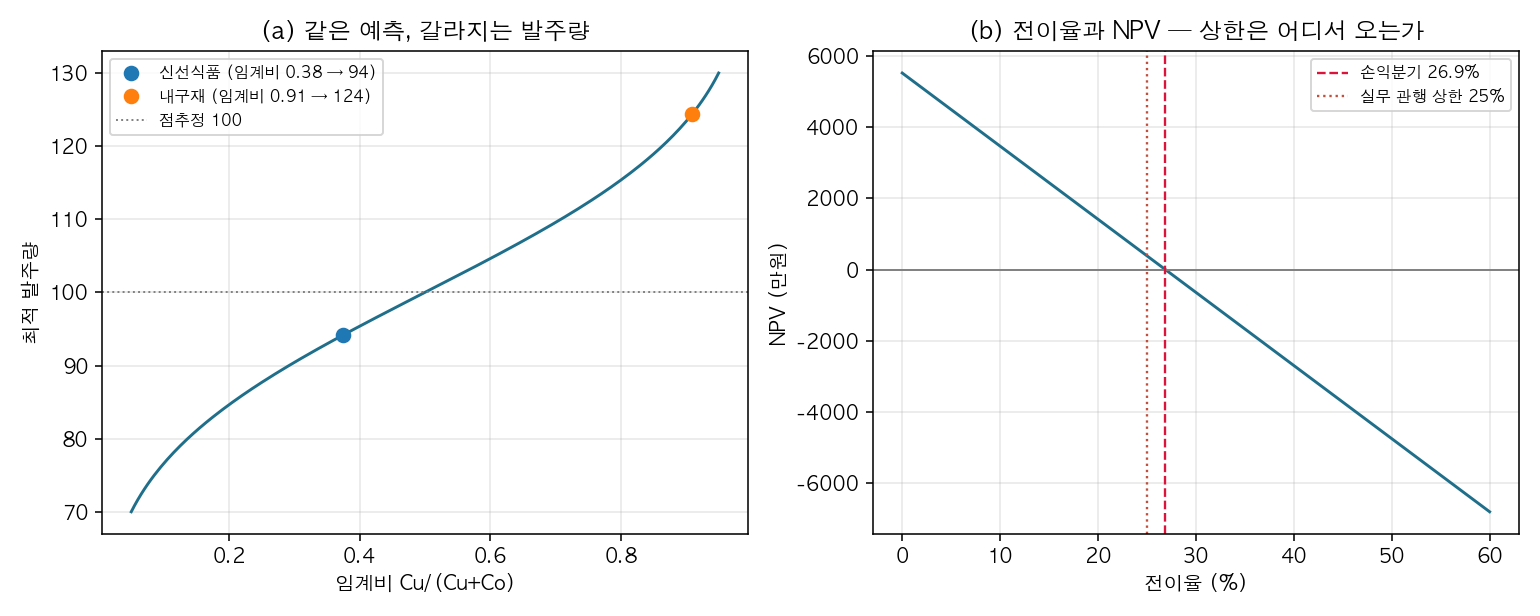 (a) 같은 예측, 갈라지는 발주량
신선식품 (임계비 0.38 → 94)
내구재 (임계비 0.91 → 124)
점추정 100
최적 발주량
130
120
110
100
90
80
70
0.2 0.4 0.6 0.8
임계비 Cu/(Cu+Co)
(b) 전이율과 NPV — 상한은 어디서 오는가
손익분기 26.9%
실무 관행 상한 25%
NPV (만원)
6000
4000
2000
0
-2000
-4000
-6000
0 10 20 30 40 50 60
전이율 (%)